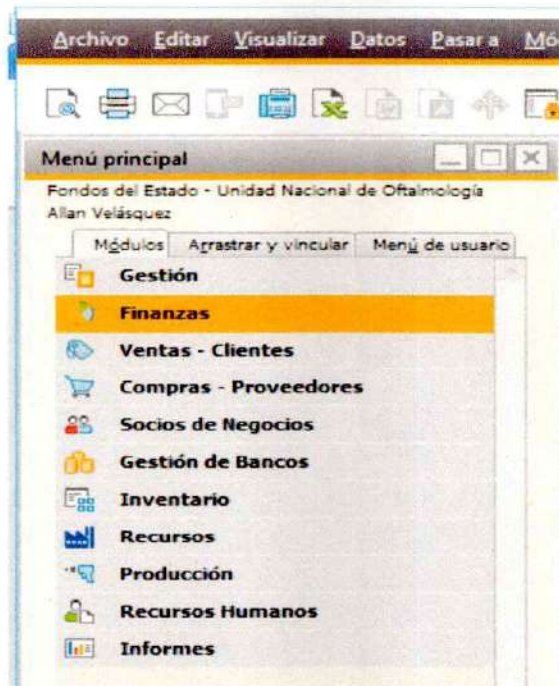 Archivo Editar Visualizar Datos Pasar a
Menú principal
Fondos del Estado - Unidad Nacional de Oftalmología
Allan Velásquez
Módulos Arrastrar y vincular Menú de usuario
Gestión
Finanzas
Ventas - Clientes
Compras - Proveedores
Socios de Negocios
Gestión de Bancos
Inventario
Recursos
Producción
Recursos Humanos
Informes